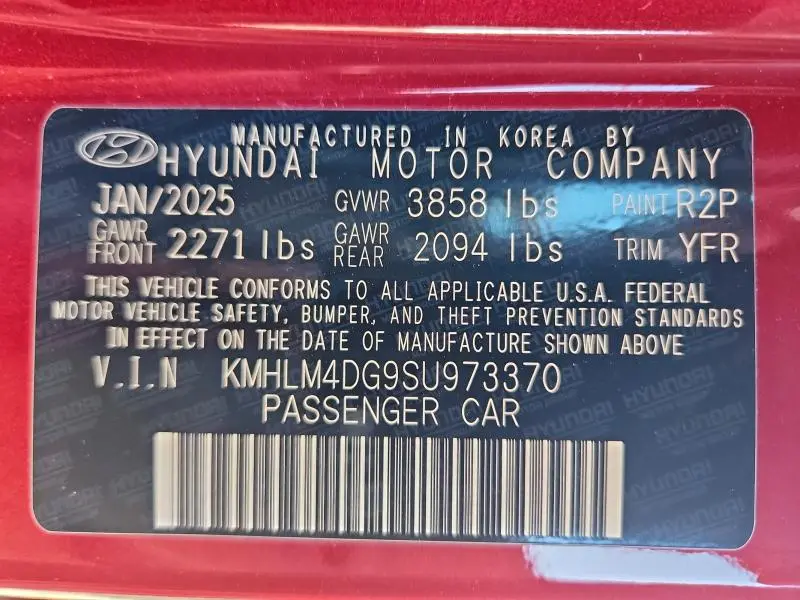 MANUFACTURED IN KOREA BY
HYUNDAI MOTOR COMPANY
JAN/2025 GVWR 3858 lbs PAINT R2P
GAWR FRONT 2271 lbs GAWR REAR 2094 lbs TRIM YFR
THIS VEHICLE CONFORMS TO ALL APPLICABLE U.S.A. FEDERAL
MOTOR VEHICLE SAFETY, BUMPER, AND THEFT PREVENTION STANDARDS
IN EFFECT ON THE DATE OF MANUFACTURE SHOWN ABOVE
V.I.N KMHLM4DG9SU973370
PASSENGER CAR